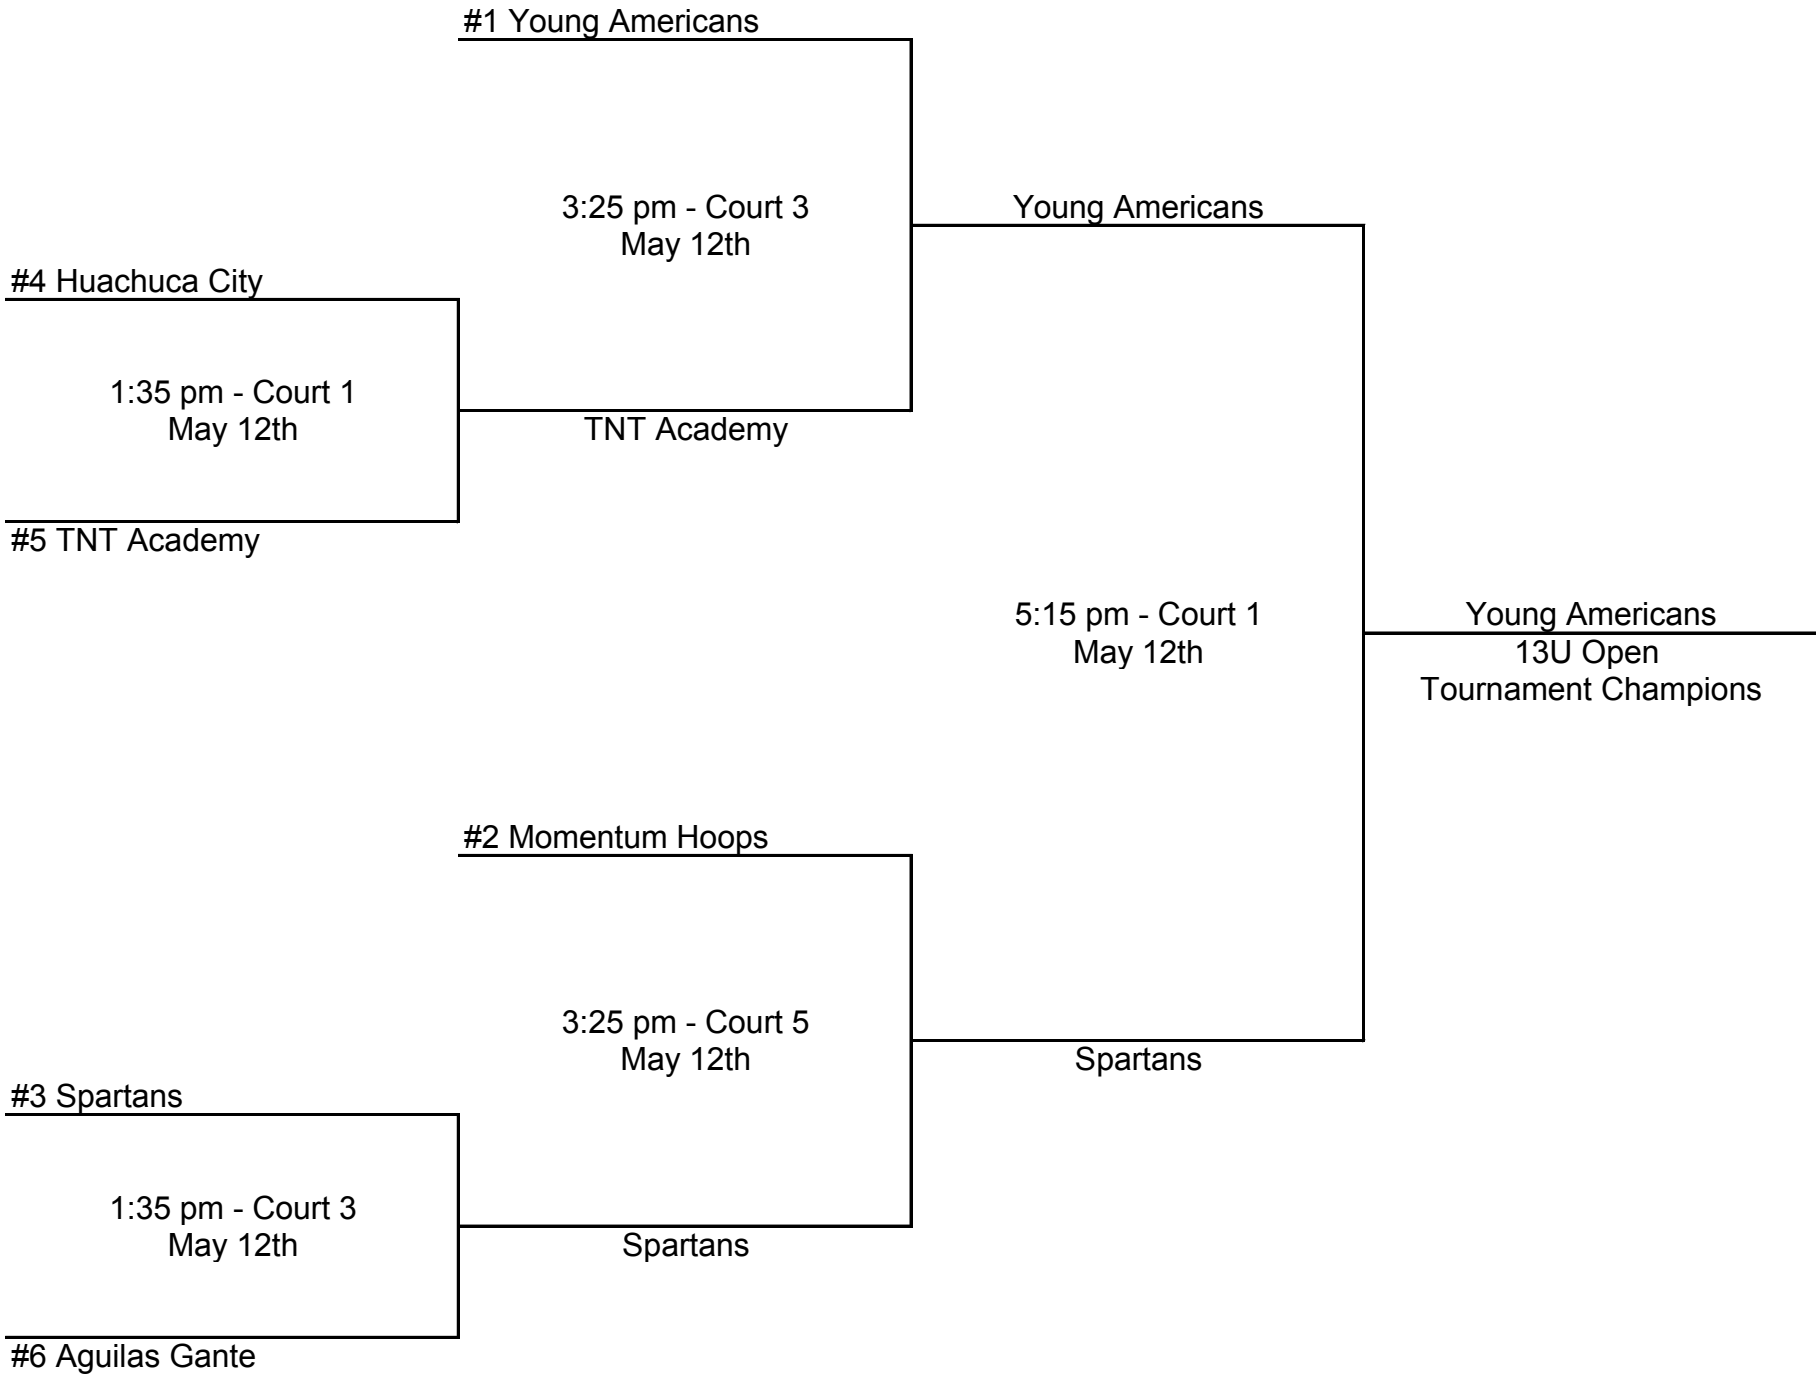 #1 Young Americans
3:25 pm - Court 3
May 12th
Young Americans
#4 Huachuca City
1:35 pm - Court 1
May 12th
TNT Academy
#5 TNT Academy
5:15 pm - Court 1
May 12th
Young Americans
13U Open
Tournament Champions
#2 Momentum Hoops
3:25 pm - Court 5
May 12th
Spartans
#3 Spartans
1:35 pm - Court 3
May 12th
Spartans
#6 Aguilas Gante